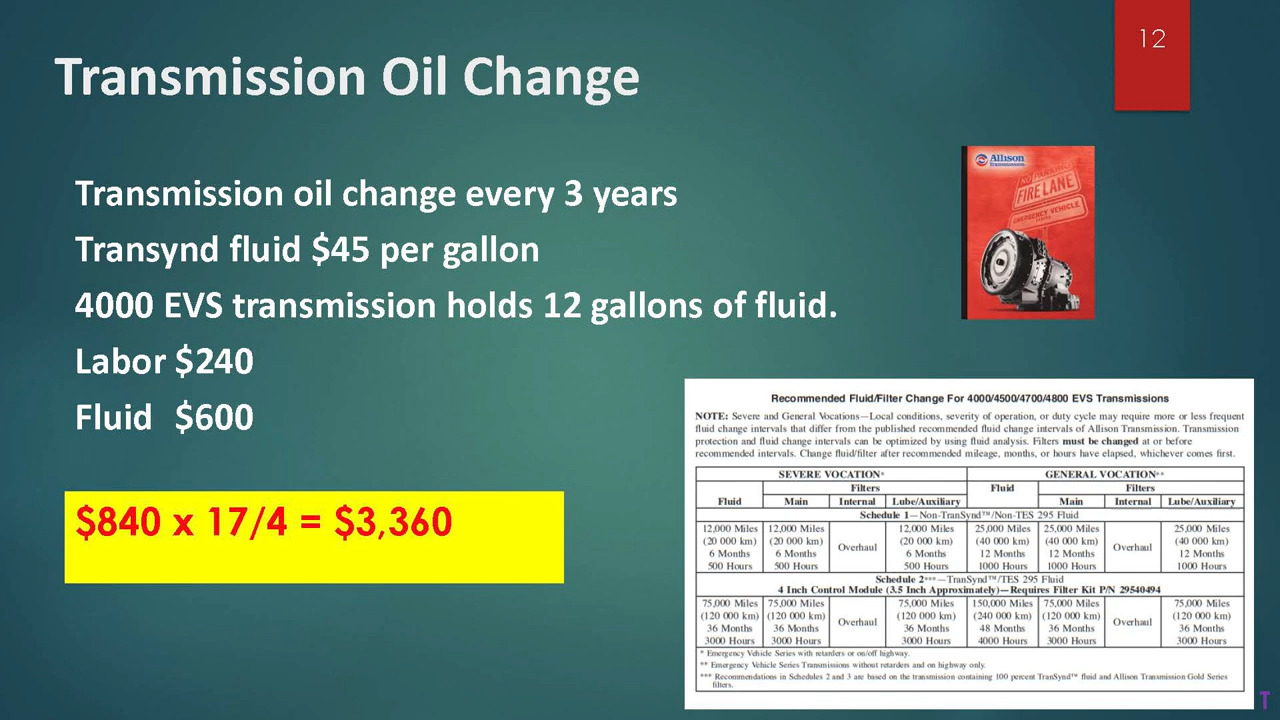 12
Transmission Oil Change
Allison
Transmission
NO PARKING
FIRE LANE
EMERGENCY VEHICLE
SERIES
Transmission oil change every 3 years
Transynd fluid $45 per gallon
4000 EVS transmission holds 12 gallons of fluid.
Labor $240
Fluid $600
$840 x 17/4 = $3,360
Recommended Fluid/Filter Change For 4000/4500/4700/4800 EVS Transmissions
NOTE: Severe and General Vocations—Local conditions, severity of operation, or duty cycle may require more or less frequent
fluid change intervals that differ from the published recommended fluid change intervals of Allison Transmission. Transmission
protection and fluid change intervals can be optimized by using fluid analysis. Filters must be changed at or before
recommended intervals. Change fluid/filter after recommended mileage, months, or hours have elapsed, whichever comes first.
SEVERE VOCATION* GENERAL VOCATION**
Filters Fluid Filters
Fluid Main Internal Lube/Auxiliary Main Internal Lube/Auxiliary
Schedule 1—Non-TranSynd™/Non-TES 295 Fluid
12,000 Miles 12,000 Miles 12,000 Miles 25,000 Miles 25,000 Miles 25,000 Miles
(20 000 km) (20 000 km) (20 000 km) (40 000 km) (40 000 km) (40 000 km)
Overhaul Overhaul
6 Months 6 Months 6 Months 12 Months 12 Months 12 Months
500 Hours 500 Hours 500 Hours 1000 Hours 1000 Hours 1000 Hours
Schedule 2***—TranSynd™/TES 295 Fluid
4 Inch Control Module (3.5 Inch Approximately)—Requires Filter Kit P/N 29540494
75,000 Miles 75,000 Miles 75,000 Miles 150,000 Miles 75,000 Miles 75,000 Miles
(120 000 km) (120 000 km) (120 000 km) (240 000 km) (120 000 km) (120 000 km)
Overhaul Overhaul
36 Months 36 Months 36 Months 48 Months 36 Months 36 Months
3000 Hours 3000 Hours 3000 Hours 4000 Hours 3000 Hours 3000 Hours
* Emergency Vehicle Series with retarders or on/off highway.
** Emergency Vehicle Series Transmissions without retarders and on highway only.
*** Recommendations in Schedules 2 and 3 are based on the transmission containing 100 percent TranSynd™ fluid and Allison Transmission Gold Series
filters.
T